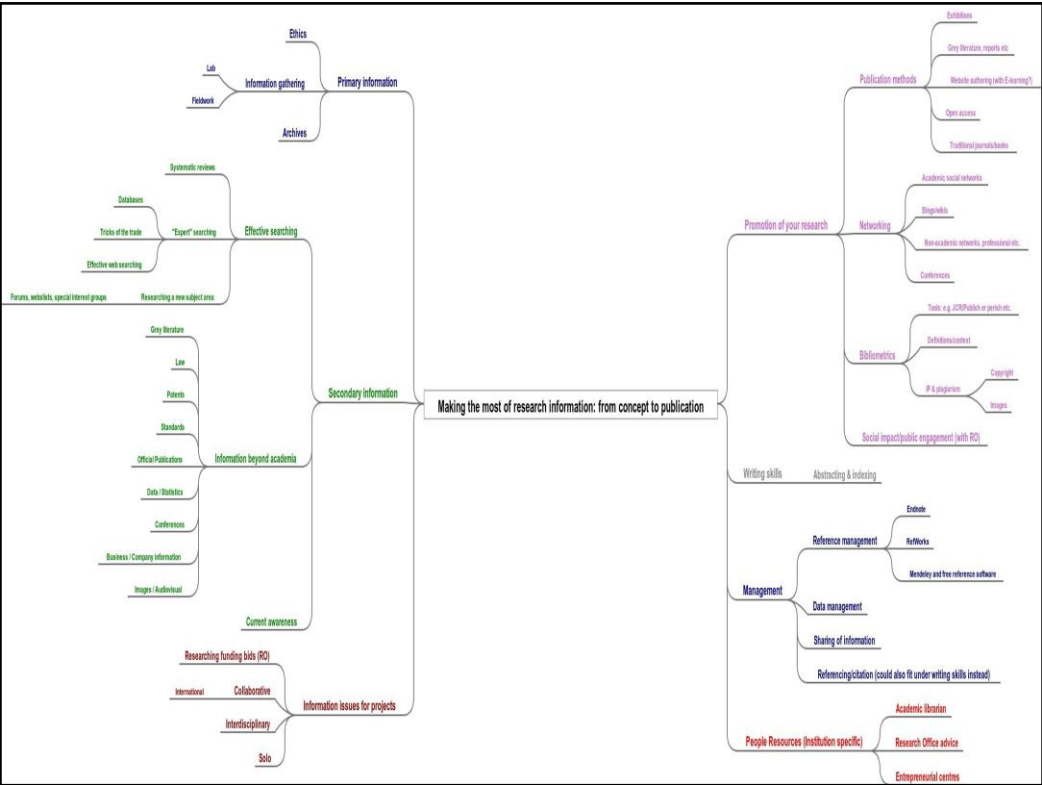 Making the most of research information: from concept to publication
Primary information
Ethics
Information gathering
Lab
Fieldwork
Archives
Secondary information
Effective searching
Systematic reviews
"Expert" searching
Databases
Tricks of the trade
Effective web searching
Researching a new subject area
Forums, weblists, special interest groups
Information beyond academia
Grey literature
Law
Patents
Standards
Official Publications
Data / Statistics
Conferences
Business / Company information
Images / Audiovisual
Current awareness
Information issues for projects
Researching funding bids (RO)
Collaborative
International
Interdisciplinary
Solo
Promotion of your research
Publication methods
Exhibitions
Grey literature, reports etc
Website authoring (with E-learning?)
Open access
Traditional journals/books
Networking
Academic social networks
Blogs/wikis
Non-academic networks, professional etc.
Conferences
Bibliometrics
Tools: e.g. JCR/Publish or perish etc.
Definitions/context
IP & plagiarism
Copyright
Images
Social impact/public engagement (with RO)
Writing skills
Abstracting & indexing
Management
Reference management
Endnote
RefWorks
Mendeley and free reference software
Data management
Sharing of information
Referencing/citation (could also fit under writing skills instead)
People Resources (Institution specific)
Academic librarian
Research Office advice
Entrepreneurial centres